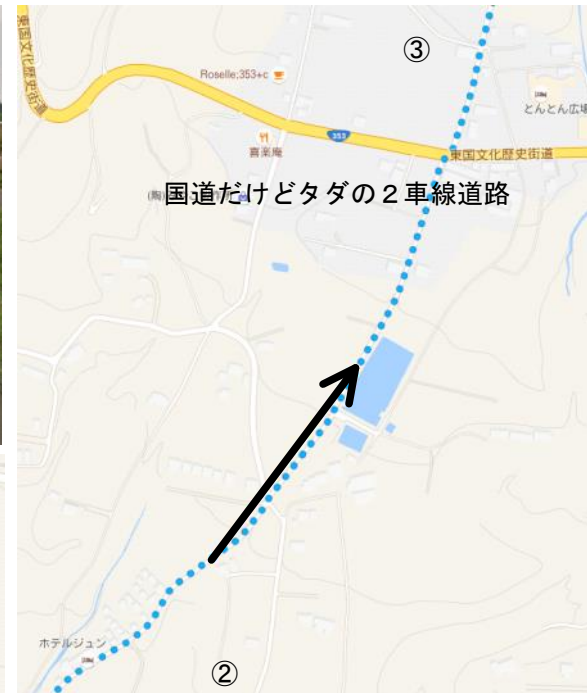 ③
東国文化歴史街道
Roselle;353+c
とんとん広場
353
喜楽庵
東国文化歴史街道
国道だけどタダの２車線道路
ホテルジュン
②